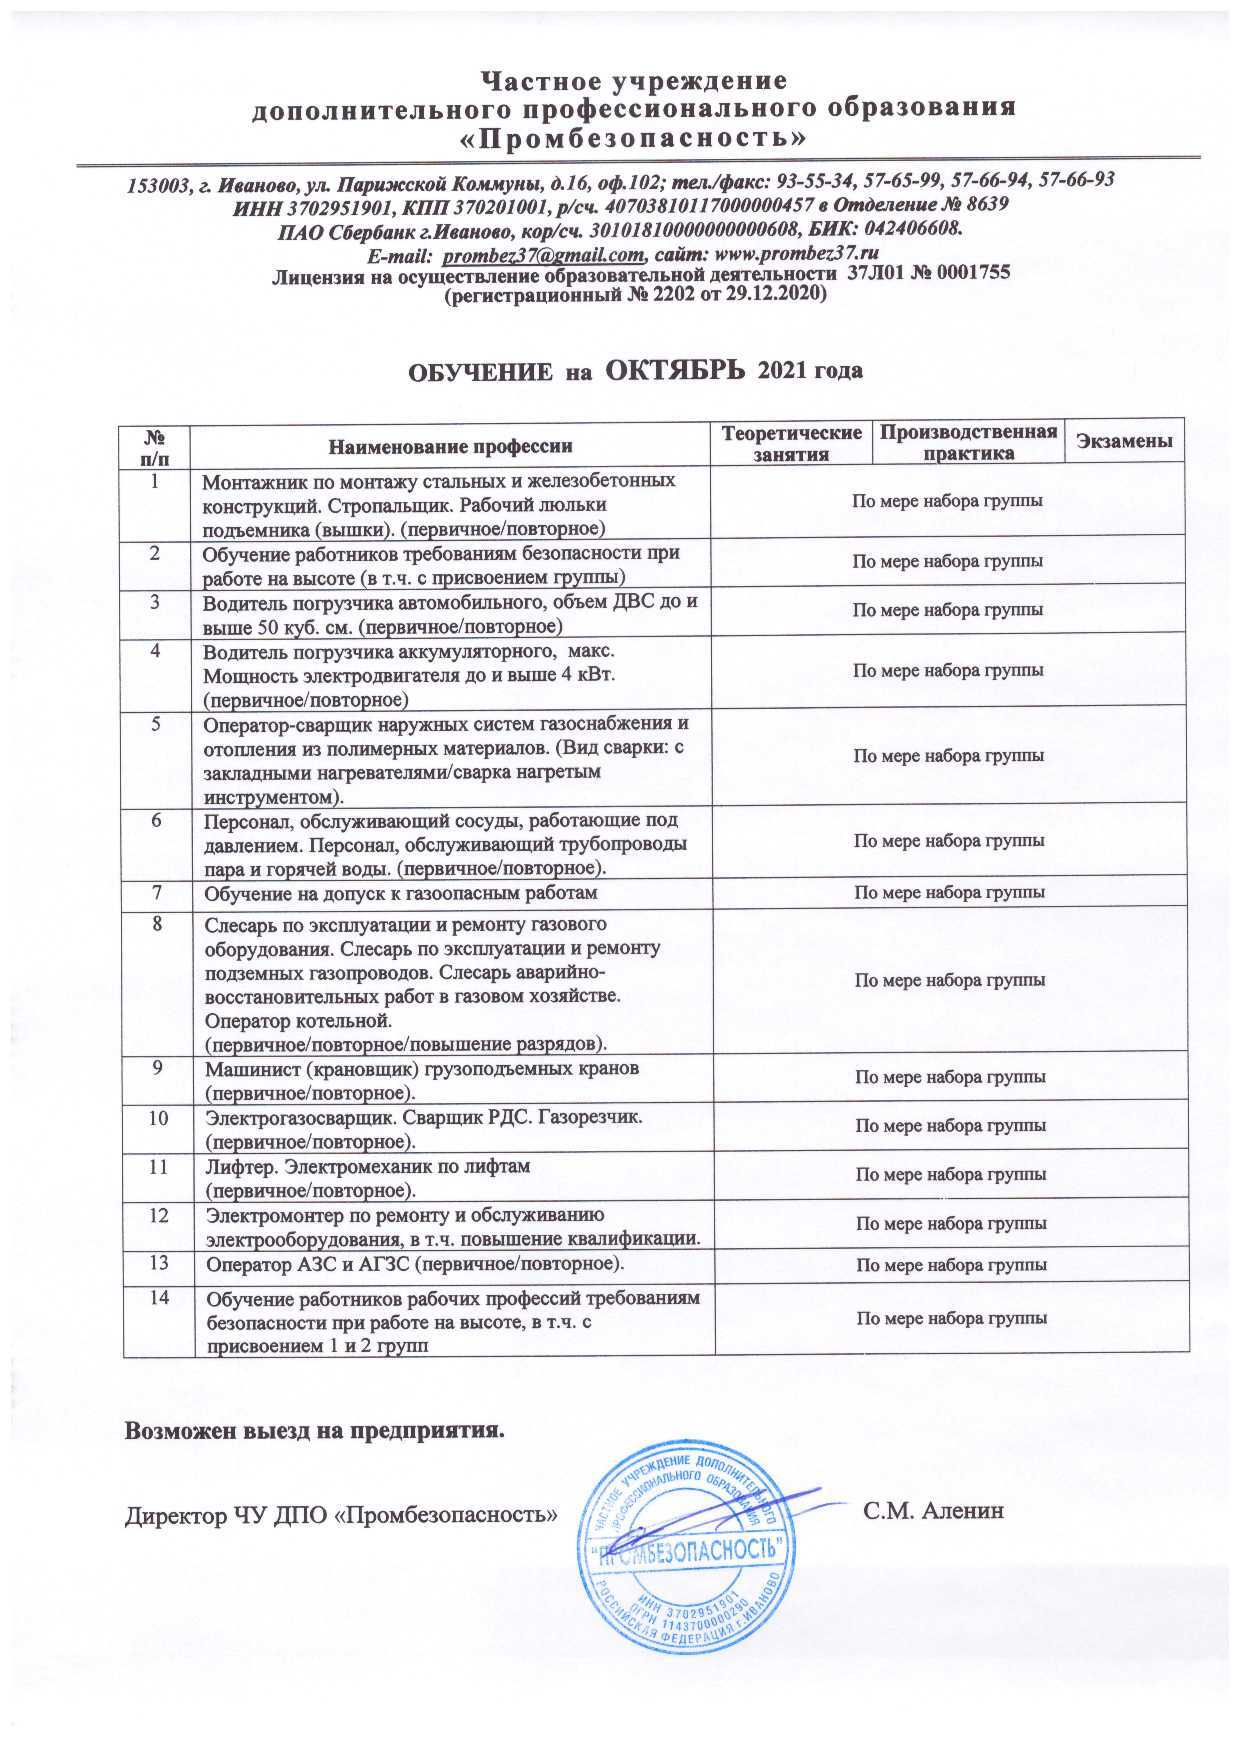 Частное учреждение
дополнительного профессионального образования
«Промбезопасность»
153003, г. Иваново, ул. Парижской Коммуны, д.16, оф.102; тел./факс: 93-55-34, 57-65-99, 57-66-94, 57-66-93
ИНН 3702951901, КПП 370201001, р/сч. 40703810117000000457 в Отделение № 8639
ПАО Сбербанк г.Иваново, кор/сч. 30101810000000000608, БИК: 042406608.
E-mail: prombez37@gmail.com, сайт: www.prombez37.ru
Лицензия на осуществление образовательной деятельности 37Л01 № 0001755
(регистрационный № 2202 от 29.12.2020)
ОБУЧЕНИЕ на ОКТЯБРЬ 2021 года
№ п/п
Наименование профессии
Теоретические занятия
Производственная практика
Экзамены
1
Монтажник по монтажу стальных и железобетонных
конструкций. Стропальщик. Рабочий люльки
подъемника (вышки). (первичное/повторное)
По мере набора группы
2
Обучение работников требованиям безопасности при
работе на высоте (в т.ч. с присвоением группы)
По мере набора группы
3
Водитель погрузчика автомобильного, объем ДВС до и
выше 50 куб. см. (первичное/повторное)
По мере набора группы
4
Водитель погрузчика аккумуляторного, макс.
Мощность электродвигателя до и выше 4 кВт.
(первичное/повторное)
По мере набора группы
5
Оператор-сварщик наружных систем газоснабжения и
отопления из полимерных материалов. (Вид сварки: с
закладными нагревателями/сварка нагретым
инструментом).
По мере набора группы
6
Персонал, обслуживающий сосуды, работающие под
давлением. Персонал, обслуживающий трубопроводы
пара и горячей воды. (первичное/повторное).
По мере набора группы
7
Обучение на допуск к газоопасным работам
По мере набора группы
8
Слесарь по эксплуатации и ремонту газового
оборудования. Слесарь по эксплуатации и ремонту
подземных газопроводов. Слесарь аварийно-
восстановительных работ в газовом хозяйстве.
Оператор котельной.
(первичное/повторное/повышение разрядов).
По мере набора группы
9
Машинист (крановщик) грузоподъемных кранов
(первичное/повторное).
По мере набора группы
10
Электрогазосварщик. Сварщик РДС. Газорезчик.
(первичное/повторное).
По мере набора группы
11
Лифтер. Электромеханик по лифтам
(первичное/повторное).
По мере набора группы
12
Электромонтер по ремонту и обслуживанию
электрооборудования, в т.ч. повышение квалификации.
По мере набора группы
13
Оператор АЗС и АГЗС (первичное/повторное).
По мере набора группы
14
Обучение работников рабочих профессий требованиям
безопасности при работе на высоте, в т.ч. с
присвоением 1 и 2 групп
По мере набора группы
Возможен выезд на предприятия.
Директор ЧУ ДПО «Промбезопасность»
С.М. Аленин
ЧАСТНОЕ УЧРЕЖДЕНИЕ ДОПОЛНИТЕЛЬНОГО
ПРОФЕССИОНАЛЬНОГО ОБРАЗОВАНИЯ
"ПРОМБЕЗОПАСНОСТЬ"
ИНН 3702951901
ОГРН 1143700000290
РОССИЙСКАЯ ФЕДЕРАЦИЯ г.ИВАНОВО